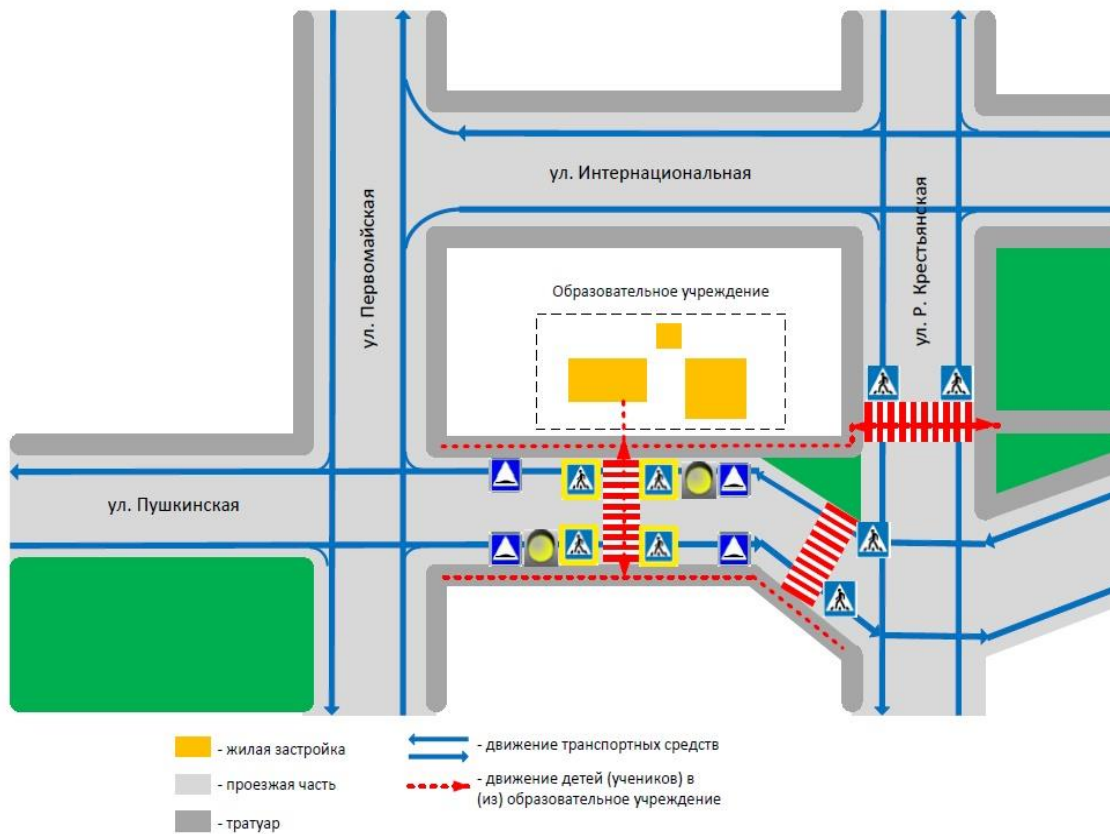 ул. Интернациональная
ул. Первомайская
ул. Р. Крестьянская
Образовательное учреждение
ул. Пушкинская
- жилая застройка
- проезжая часть
- тратуар
- движение транспортных средств
- движение детей (учеников) в
(из) образовательное учреждение